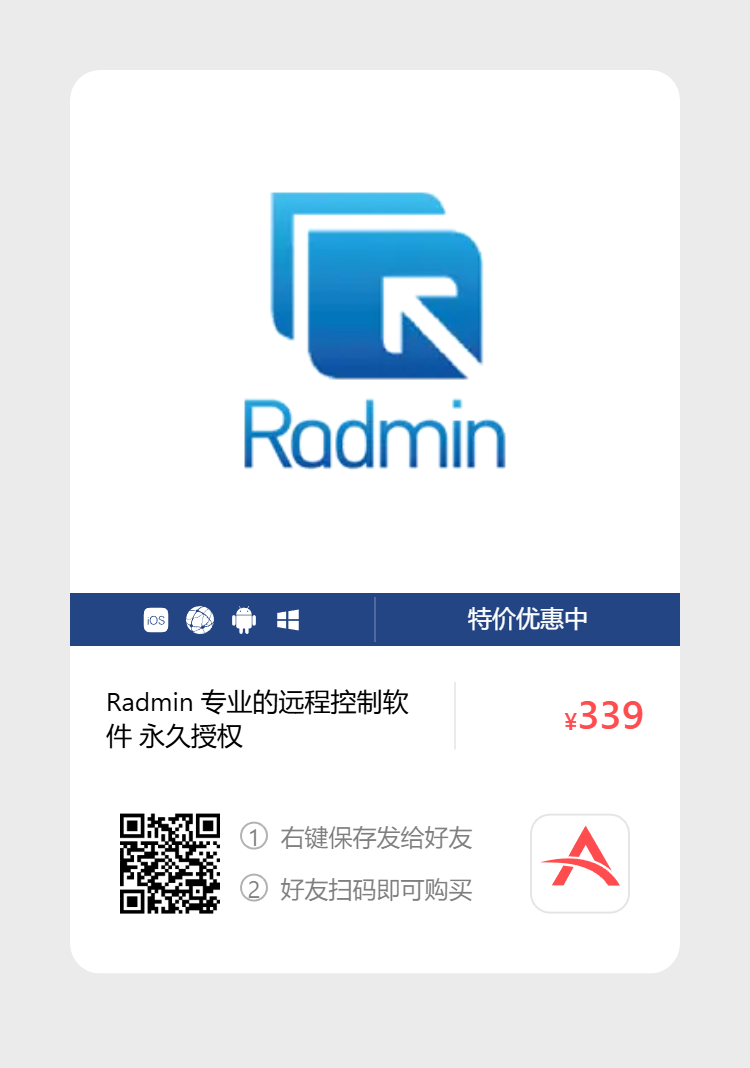 Radmin
iOS
特价优惠中
Radmin 专业的远程控制软
件 永久授权
¥339
① 右键保存发给好友
② 好友扫码即可购买